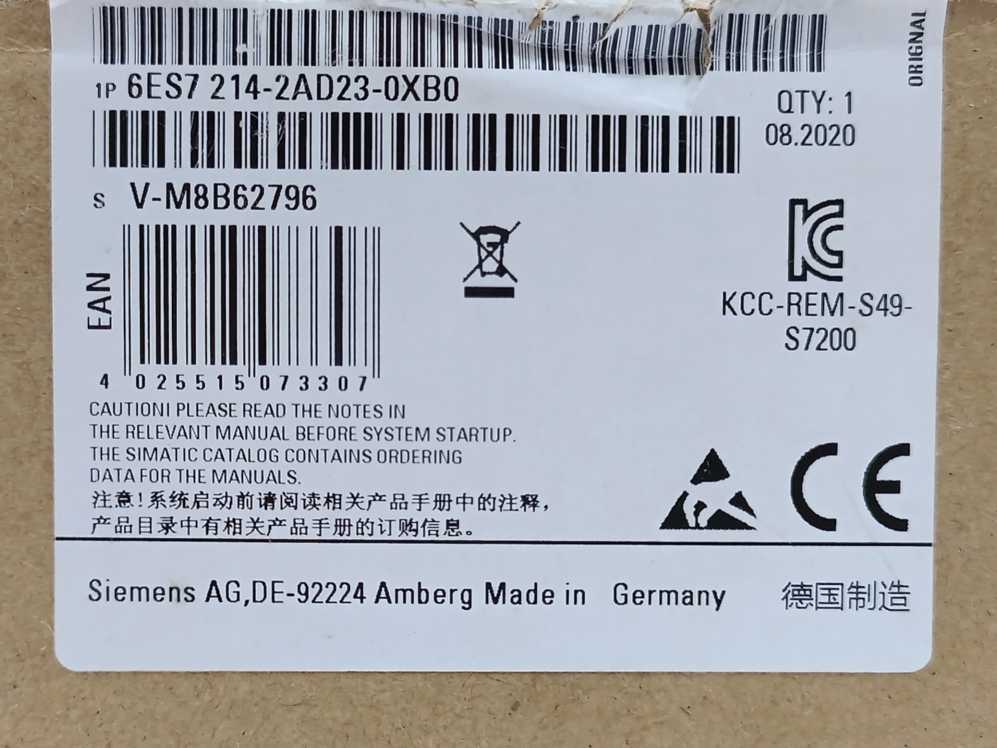 1P 6ES7 214-2AD23-0XB0
QTY: 1
08.2020
ORIGNAL
S V-M8B62796
EAN
4 025515 073307
KCC-REM-S49-
S7200
CAUTION! PLEASE READ THE NOTES IN
THE RELEVANT MANUAL BEFORE SYSTEM STARTUP.
THE SIMATIC CATALOG CONTAINS ORDERING
DATA FOR THE MANUALS.
注意!系统启动前请阅读相关产品手册中的注释,
产品目录中有相关产品手册的订购信息。
CE
Siemens AG,DE-92224 Amberg Made in Germany
德国制造